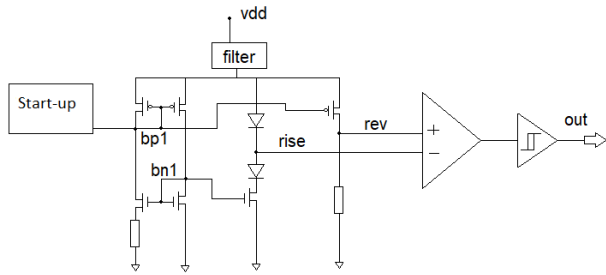 vdd
filter
Start-up
bp1
bn1
rise
rev
+
−
out